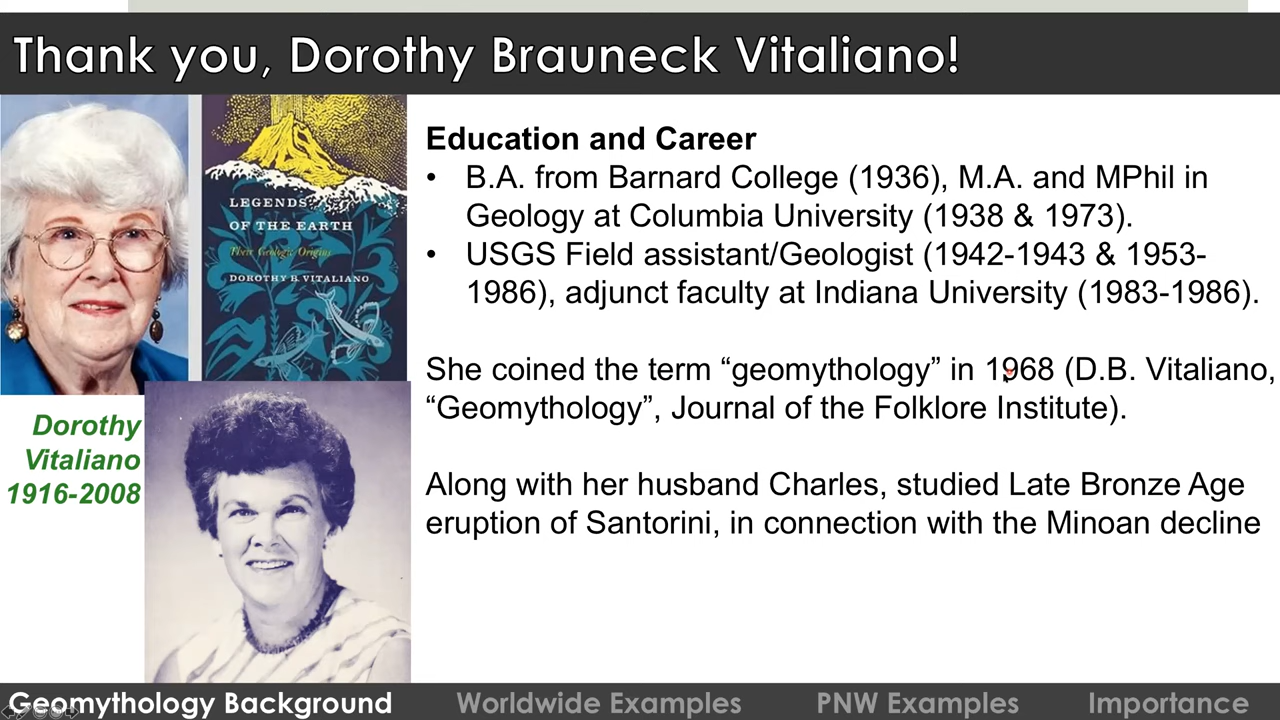 Thank you, Dorothy Brauneck Vitaliano!
LEGENDS
OF THE EARTH
Their Geologic Origins
DOROTHY B. VITALIANO
Dorothy
Vitaliano
1916-2008
Education and Career
• B.A. from Barnard College (1936), M.A. and MPhil in
Geology at Columbia University (1938 & 1973).
• USGS Field assistant/Geologist (1942-1943 & 1953-
1986), adjunct faculty at Indiana University (1983-1986).
She coined the term “geomythology” in 1968 (D.B. Vitaliano,
“Geomythology”, Journal of the Folklore Institute).
Along with her husband Charles, studied Late Bronze Age
eruption of Santorini, in connection with the Minoan decline
Geomythology Background
Worldwide Examples
PNW Examples
Importance